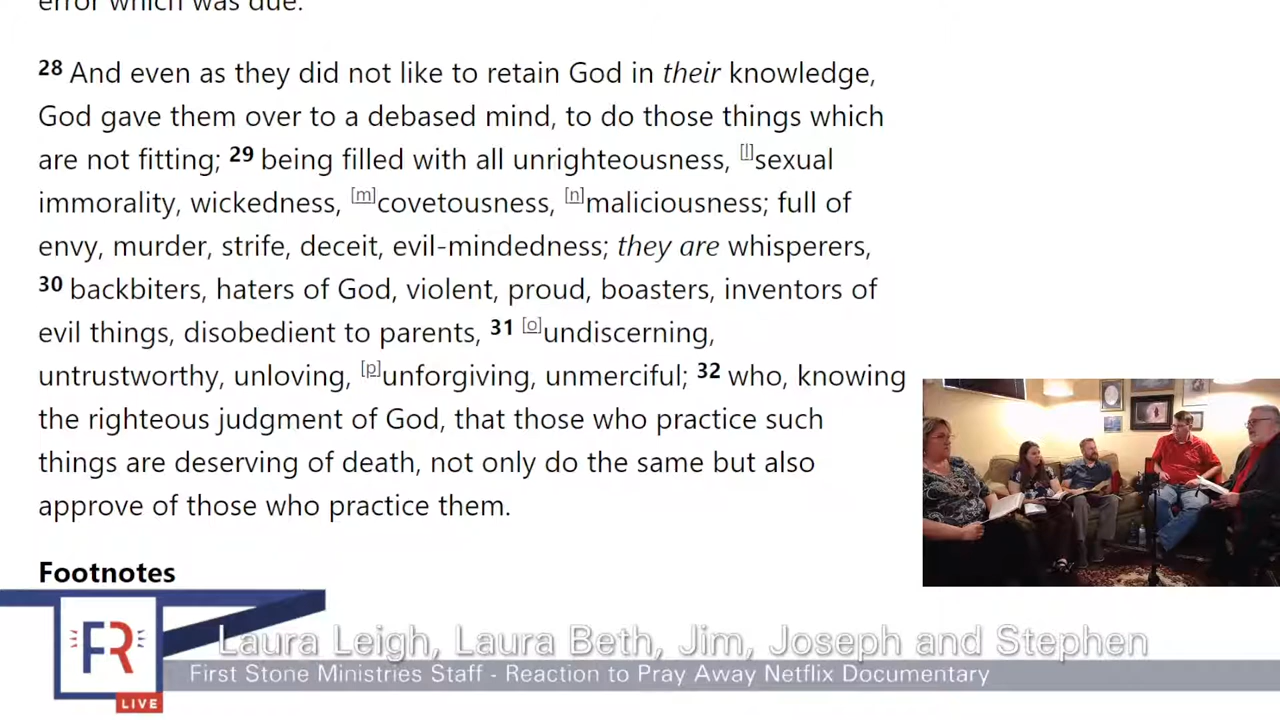 error which was due.
28 And even as they did not like to retain God in their knowledge,
God gave them over to a debased mind, to do those things which
are not fitting; 29 being filled with all unrighteousness, [l]sexual
immorality, wickedness, [m]covetousness, [n]maliciousness; full of
envy, murder, strife, deceit, evil-mindedness; they are whisperers,
30 backbiters, haters of God, violent, proud, boasters, inventors of
evil things, disobedient to parents, 31 [o]undiscerning,
untrustworthy, unloving, [p]unforgiving, unmerciful; 32 who, knowing
the righteous judgment of God, that those who practice such
things are deserving of death, not only do the same but also
approve of those who practice them.
Footnotes
FR
LIVE
Laura Leigh, Laura Beth, Jim, Joseph and Stephen
First Stone Ministries Staff - Reaction to Pray Away Netflix Documentary